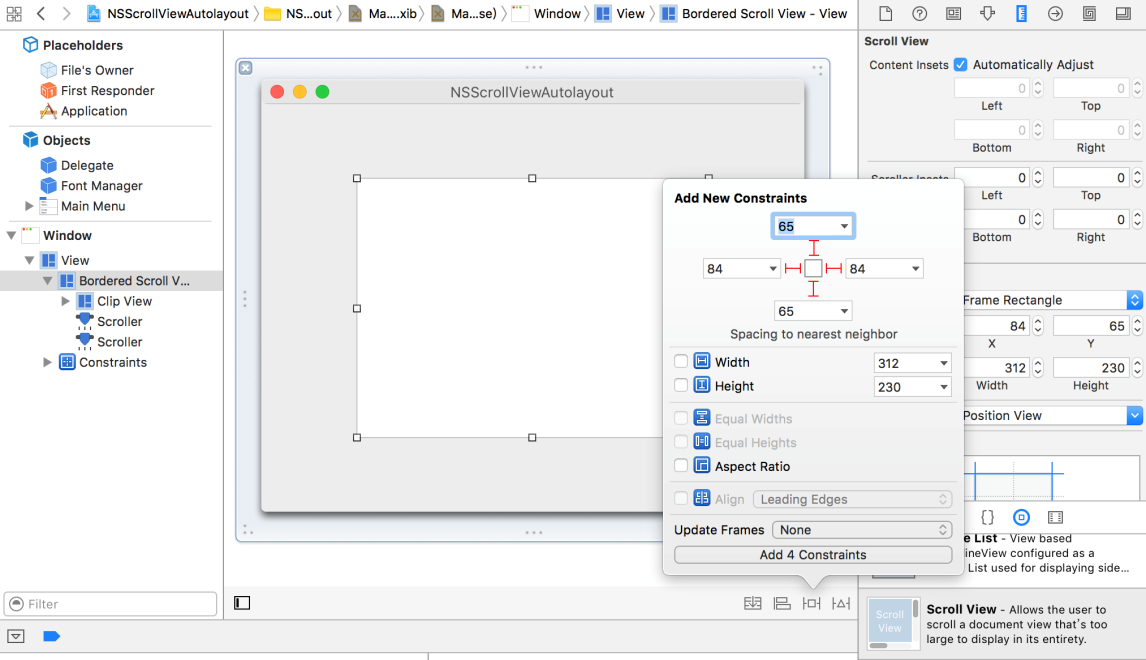 NSScrollViewAutolayout
NS...out
Ma....xib
Ma...se)
Window
View
Bordered Scroll View - View
Placeholders
File's Owner
First Responder
Application
Objects
Delegate
Font Manager
Main Menu
Window
View
Bordered Scroll V...
Clip View
Scroller
Scroller
Constraints
Filter
NSScrollViewAutolayout
Add New Constraints
65
84
84
65
Spacing to nearest neighbor
Width 312
Height 230
Equal Widths
Equal Heights
Aspect Ratio
Align Leading Edges
Update Frames None
Add 4 Constraints
Scroll View
Content Insets Automatically Adjust
0 0
Left Top
0 0
Bottom Right
Scroller Insets 0 0
Left Top
0 0
Bottom Right
Frame Rectangle
84 65
X Y
312 230
Width Height
Position View
{}
e List - View based
ineView configured as a
List used for displaying side...
Scroll
View
Scroll View - Allows the user to
scroll a document view that's too
large to display in its entirety.